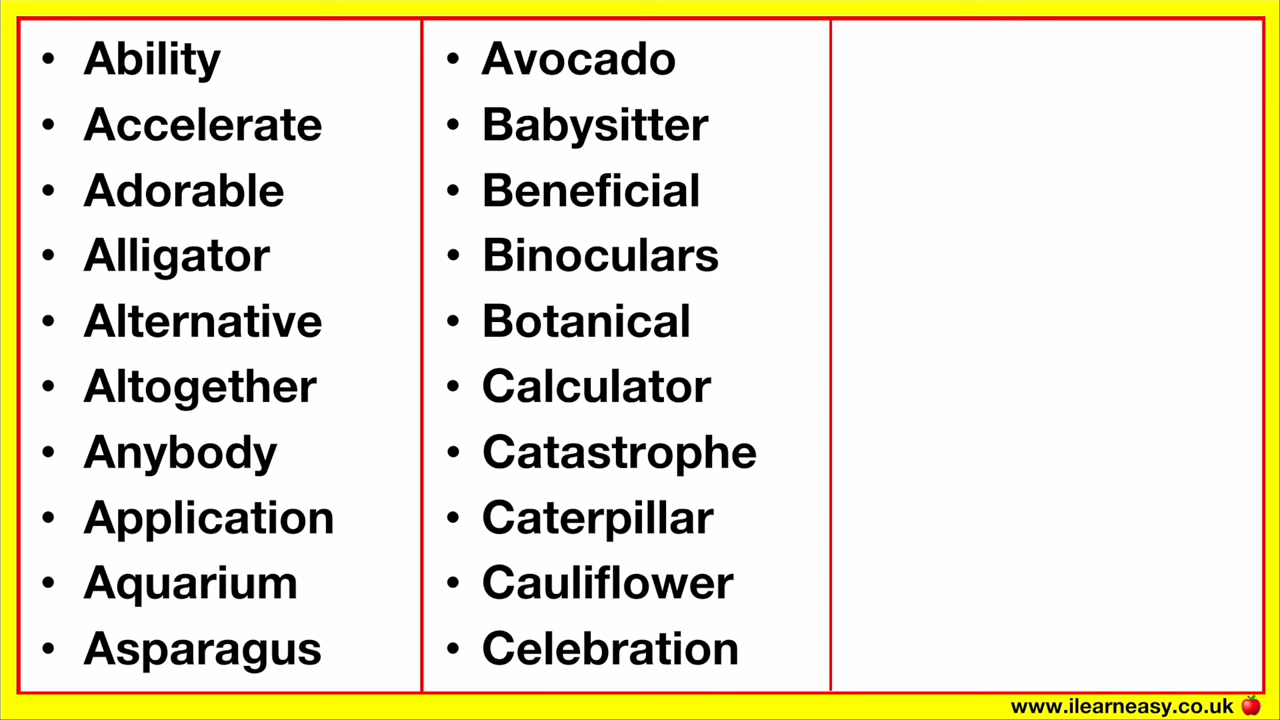 • Ability
• Accelerate
• Adorable
• Alligator
• Alternative
• Altogether
• Anybody
• Application
• Aquarium
• Asparagus
• Avocado
• Babysitter
• Beneficial
• Binoculars
• Botanical
• Calculator
• Catastrophe
• Caterpillar
• Cauliflower
• Celebration
www.ilearneasy.co.uk